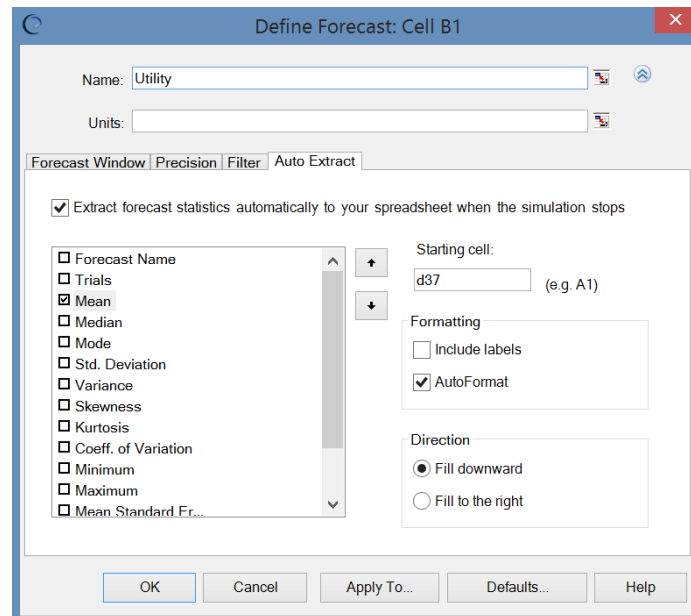 Define Forecast: Cell B1
Name: Utility
Units:
Forecast Window Precision Filter Auto Extract
Extract forecast statistics automatically to your spreadsheet when the simulation stops
Forecast Name
Trials
Mean
Median
Mode
Std. Deviation
Variance
Skewness
Kurtosis
Coeff. of Variation
Minimum
Maximum
Mean Standard Er...
Starting cell:
d37 (e.g. A1)
Formatting
Include labels
AutoFormat
Direction
Fill downward
Fill to the right
OK Cancel Apply To... Defaults... Help